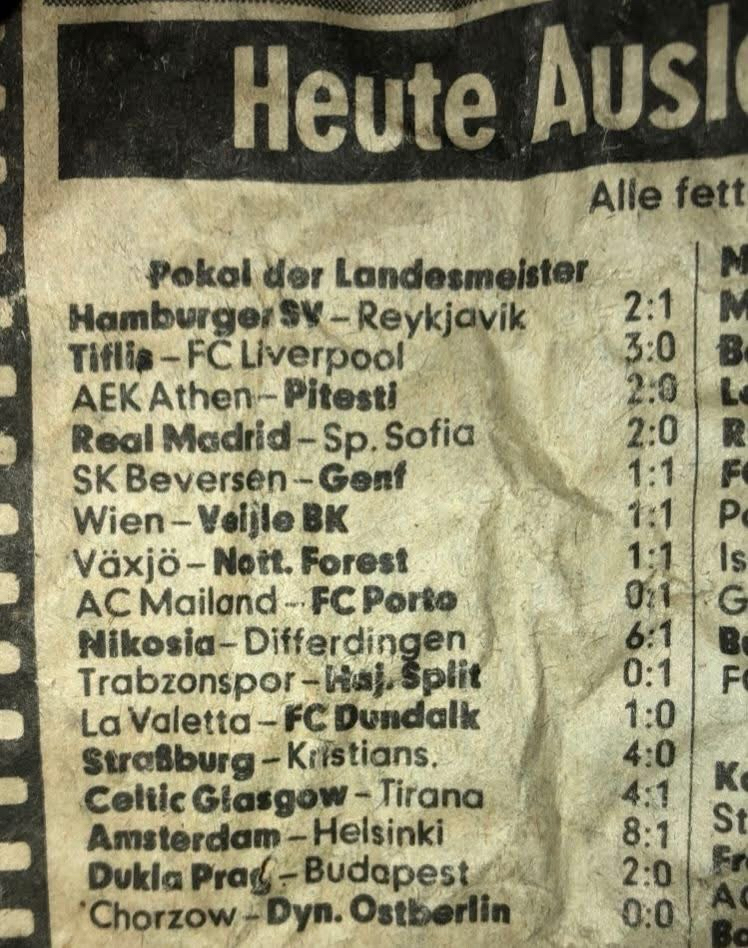 Heute Ausl
Alle fett
Pokal der Landesmeister
Hamburger SV – Reykjavik 2:1
Tiflis – FC Liverpool 3:0
AEK Athen – Pitesti 2:0
Real Madrid – Sp. Sofia 2:0
SK Beversen – Genf 1:1
Wien – Veijle BK 1:1
Växjö – Nott. Forest 1:1
AC Mailand – FC Porto 0:1
Nikosia – Differdingen 6:1
Trabzonspor – Haj. Split 0:1
La Valetta – FC Dundalk 1:0
Straßburg – Kristians. 4:0
Celtic Glasgow – Tirana 4:1
Amsterdam – Helsinki 8:1
Dukla Prag – Budapest 2:0
Chorzow – Dyn. Ostberlin 0:0